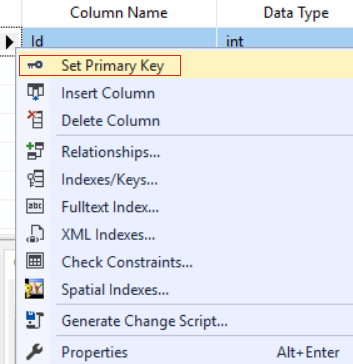 Column Name Data Type
Id int
Set Primary Key
Insert Column
Delete Column
Relationships...
Indexes/Keys...
abc Fulltext Index...
XML Indexes...
Check Constraints...
Spatial Indexes...
Generate Change Script...
Properties Alt+Enter